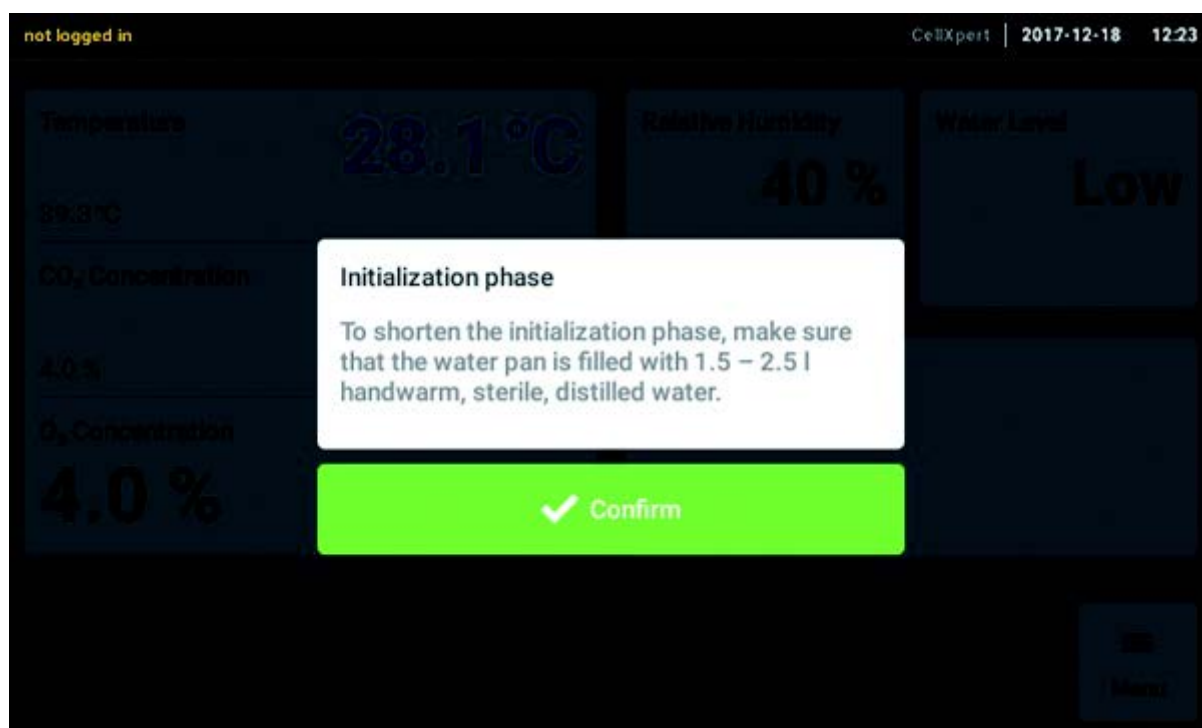 not logged in
CellXpert | 2017-12-18 12:23
Temperature
28.1 °C
39.3°C
Relative Humidity
40 %
Water Level
Low
CO₂ Concentration
4.0 %
O₂ Concentration
4.0 %
Initialization phase
To shorten the initialization phase, make sure
that the water pan is filled with 1.5 – 2.5 l
handwarm, sterile, distilled water.
Confirm
Menu